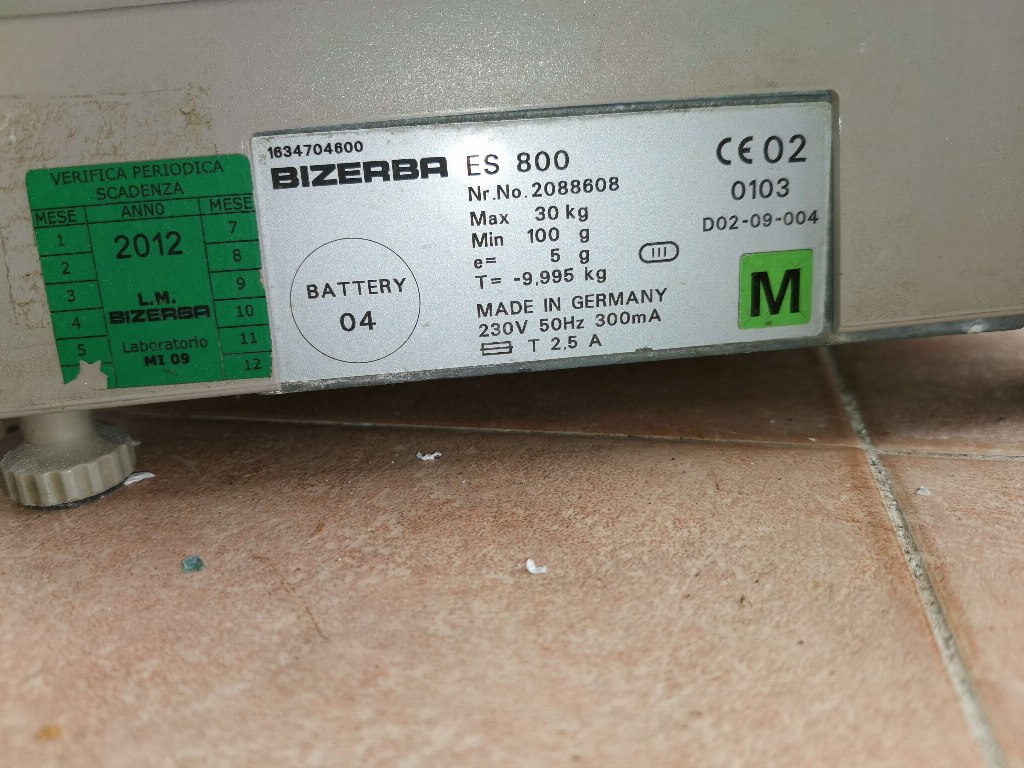 VERIFICA PERIODICA
SCADENZA
MESE ANNO MESE
1 2012 7
2 8
3 9
4 L.M. 10
BIZERBA
5 Laboratorio 11
MI 09 12
1634704600
BIZERBA ES 800
Nr.No. 2088608
Max 30 kg
Min 100 g
e= 5 g
T= -9,995 kg
MADE IN GERMANY
230V 50Hz 300mA
T 2,5 A
BATTERY
04
III
CE 02
0103
D02-09-004
M